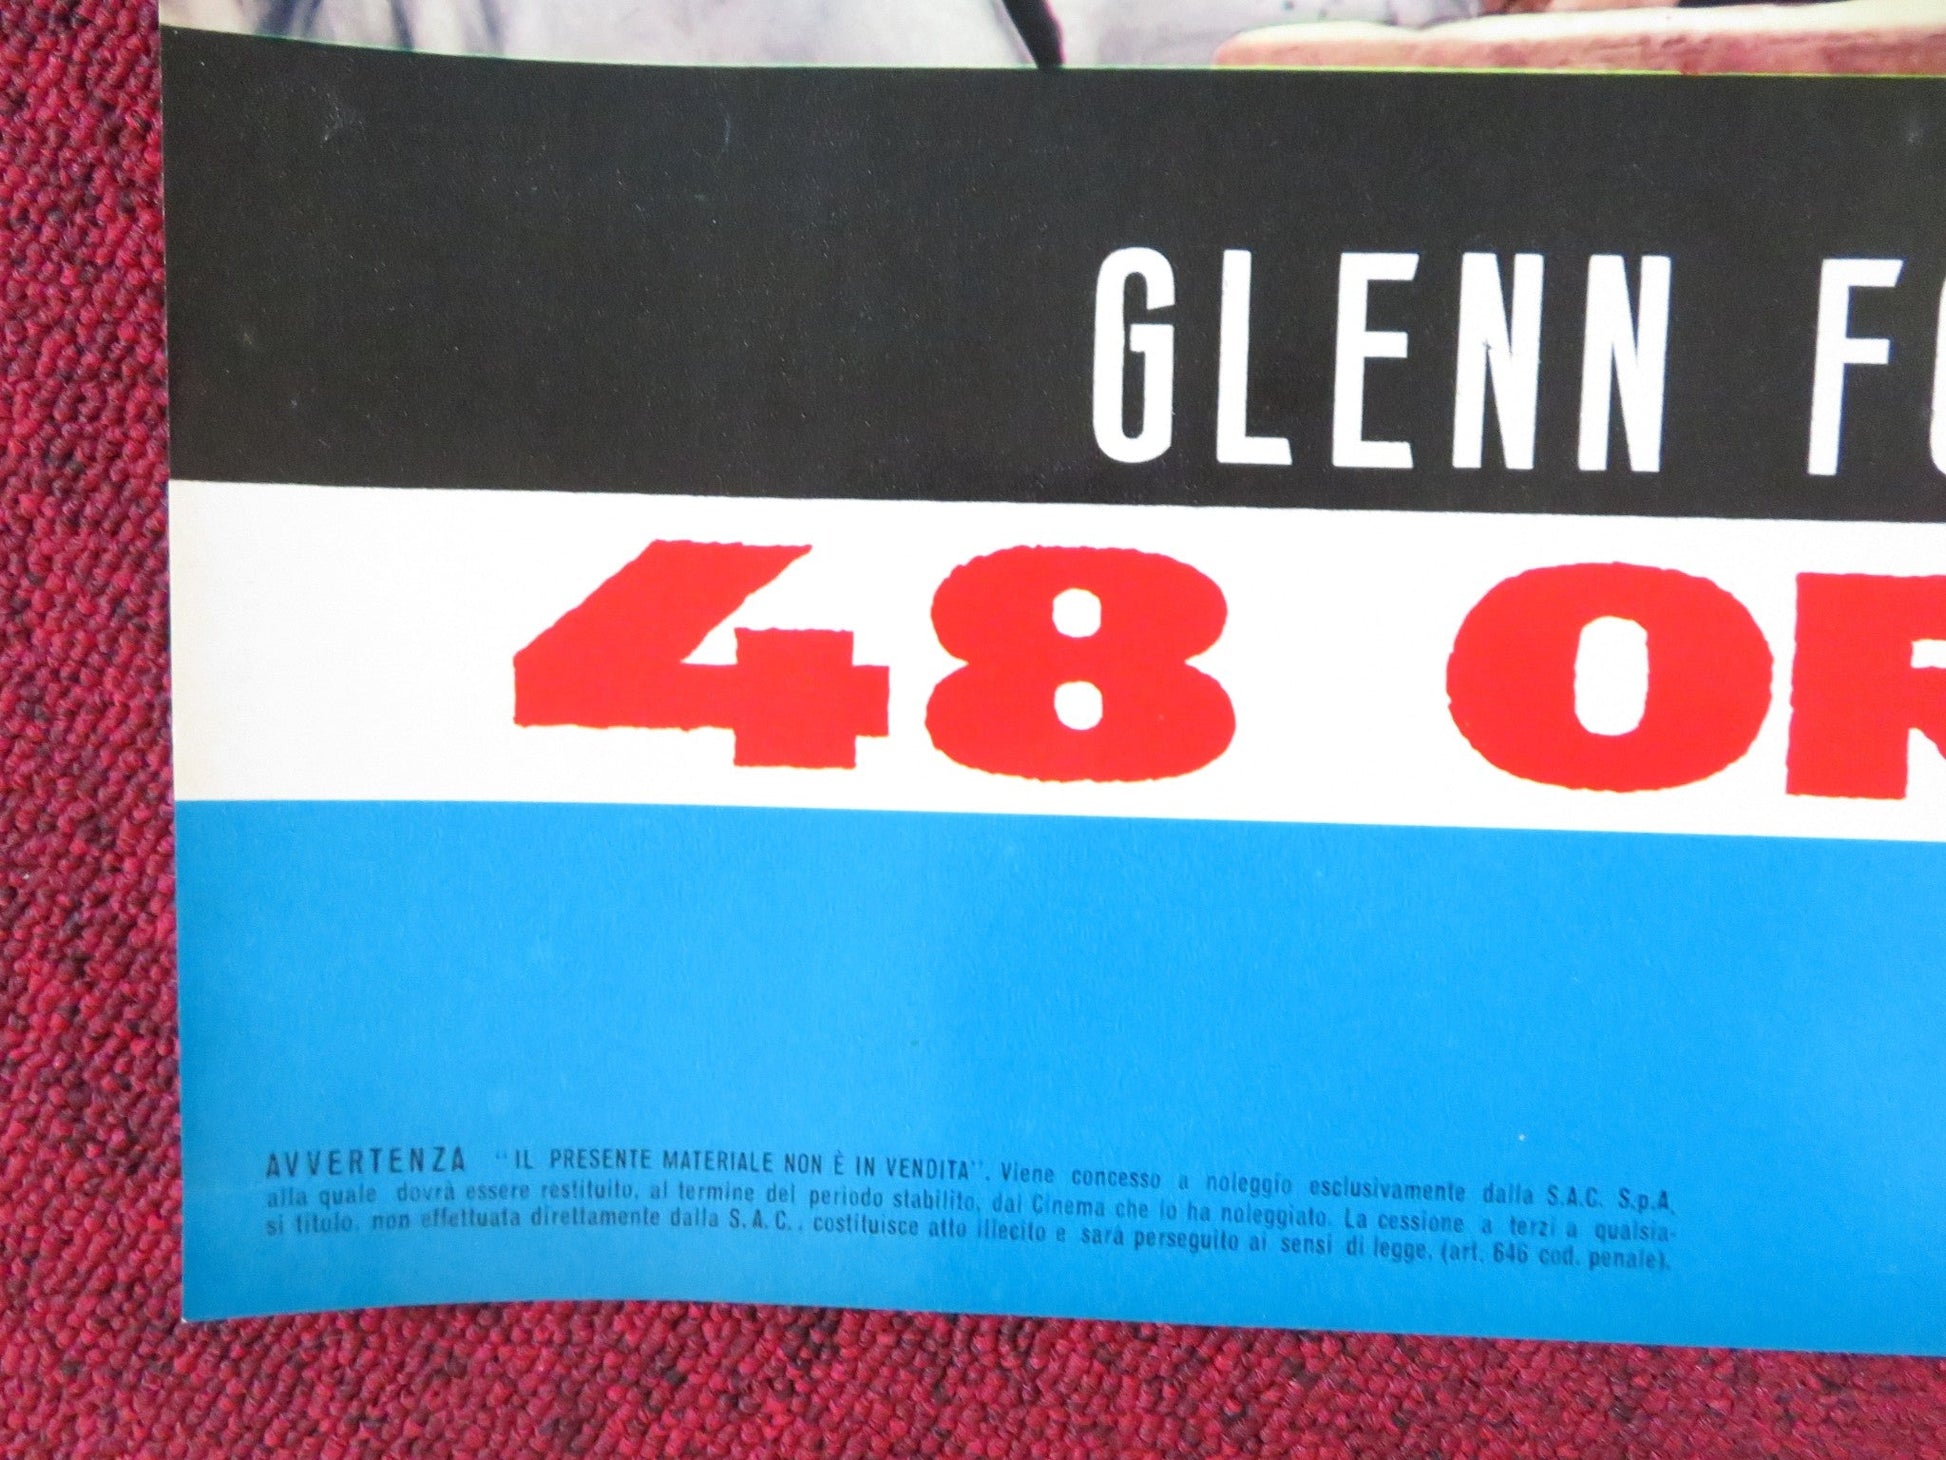 GLENN FO
48 OR
AVVERTENZA "IL PRESENTE MATERIALE NON È IN VENDITA". Viene concesso a noleggio esclusivamente dalla S.A.C. S.p.A.
alla quale dovrà essere restituito, al termine del periodo stabilito, dal Cinema che lo ha noleggiato. La cessione a terzi a qualsia-
si titolo, non effettuata direttamente dalla S.A.C., costituisce atto illecito e sarà perseguito ai sensi di legge, (art. 646 cod. penale).